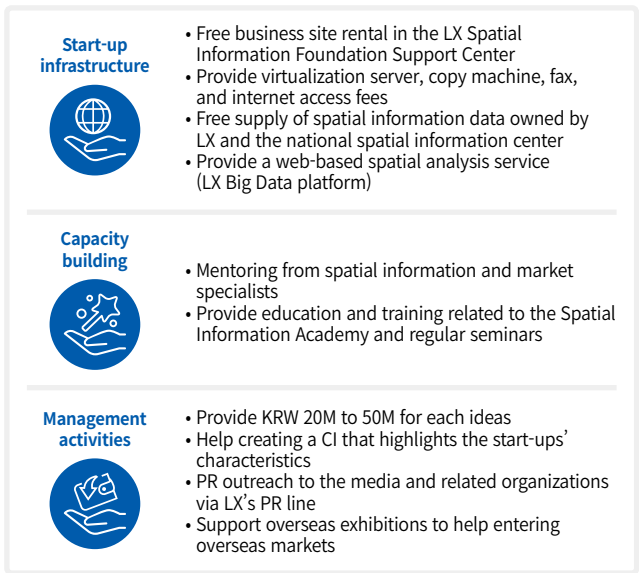 Start-up
infrastructure
• Free business site rental in the LX Spatial
Information Foundation Support Center
• Provide virtualization server, copy machine, fax,
and internet access fees
• Free supply of spatial information data owned by
LX and the national spatial information center
• Provide a web-based spatial analysis service
(LX Big Data platform)
Capacity
building
• Mentoring from spatial information and market
specialists
• Provide education and training related to the Spatial
Information Academy and regular seminars
Management
activities
• Provide KRW 20M to 50M for each ideas
• Help creating a CI that highlights the start-ups’
characteristics
• PR outreach to the media and related organizations
via LX’s PR line
• Support overseas exhibitions to help entering
overseas markets